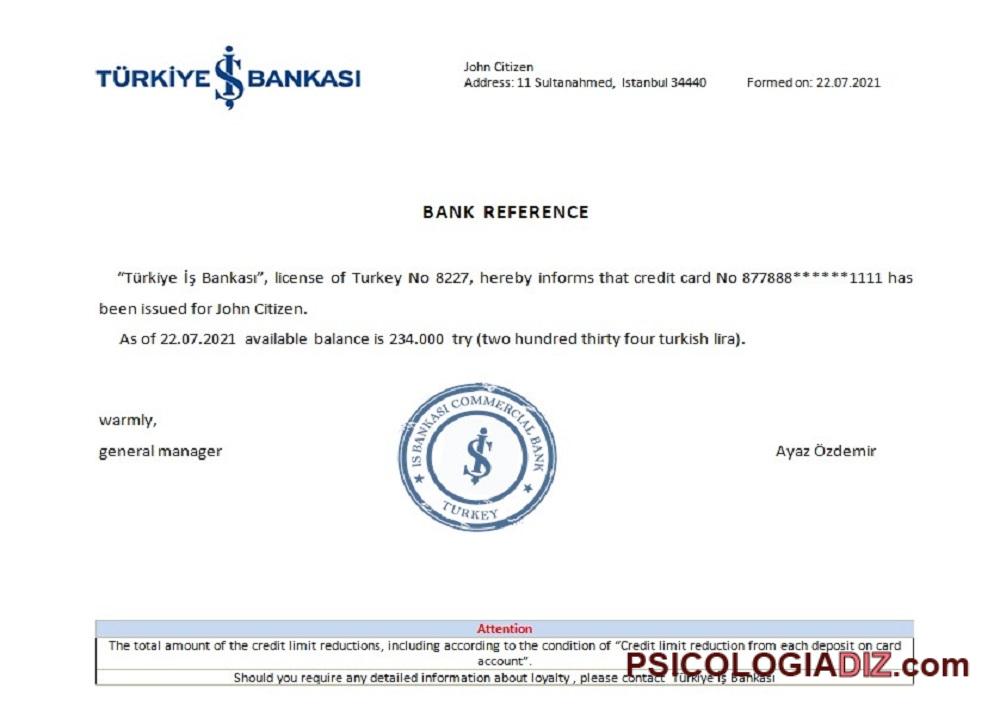 TÜRKİYE İŞ BANKASI
John Citizen
Address: 11 Sultanahmed, Istanbul 34440 Formed on: 22.07.2021
BANK REFERENCE
“Türkiye İş Bankası”, license of Turkey No 8227, hereby informs that credit card No 877888******1111 has
been issued for John Citizen.
As of 22.07.2021 available balance is 234.000 try (two hundred thirty four turkish lira).
warmly,
general manager
IS BANKASI COMMERCIAL BANK
İŞ
TURKEY
Ayaz Özdemir
Attention
The total amount of the credit limit reductions, including according to the condition of “Credit limit reduction from each deposit on card
account”.
Should you require any detailed information about loyalty , please contact Türkiye İş Bankası
PSICOLOGIADIZ.com